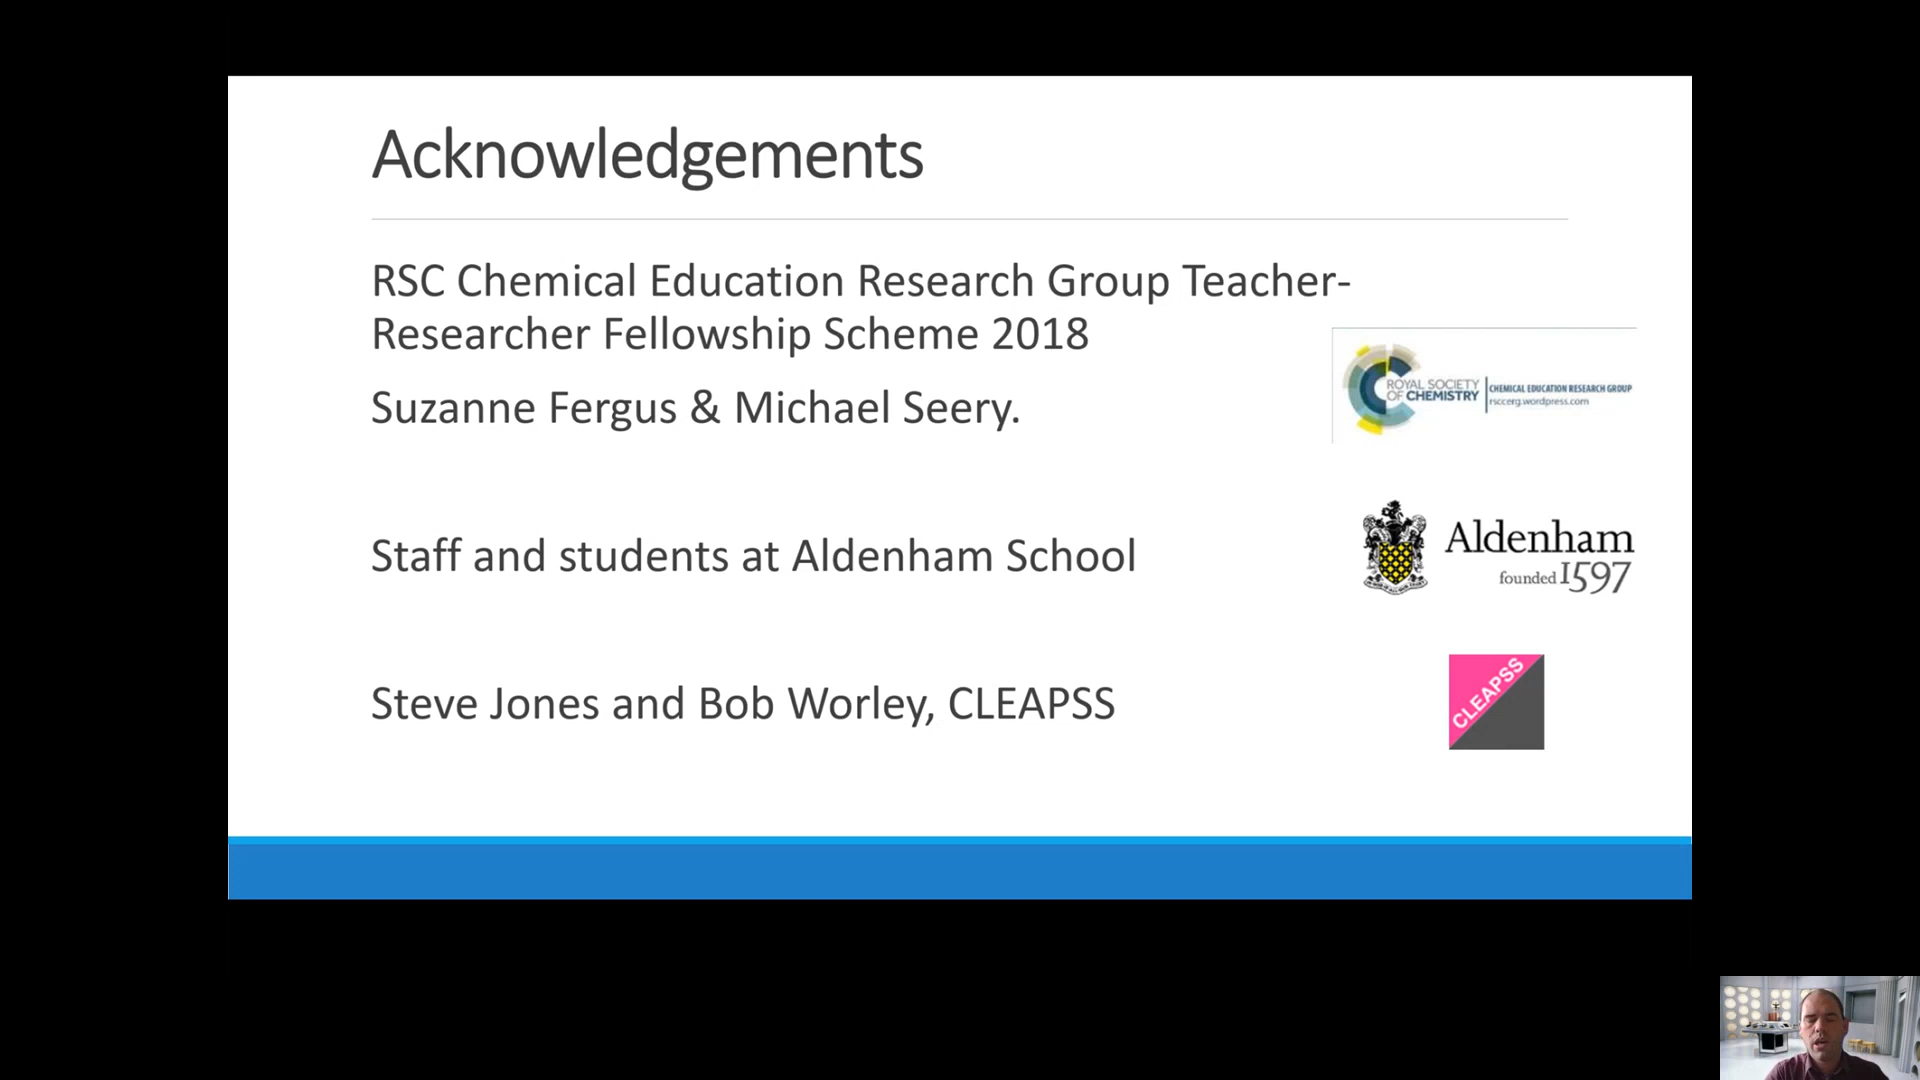 Acknowledgements
RSC Chemical Education Research Group Teacher-
Researcher Fellowship Scheme 2018
ROYAL SOCIETY
OF CHEMISTRY
CHEMICAL EDUCATION RESEARCH GROUP
rsccerg.wordpress.com
Suzanne Fergus & Michael Seery.
Staff and students at Aldenham School
Aldenham
founded 1597
Steve Jones and Bob Worley, CLEAPSS
CLEAPSS